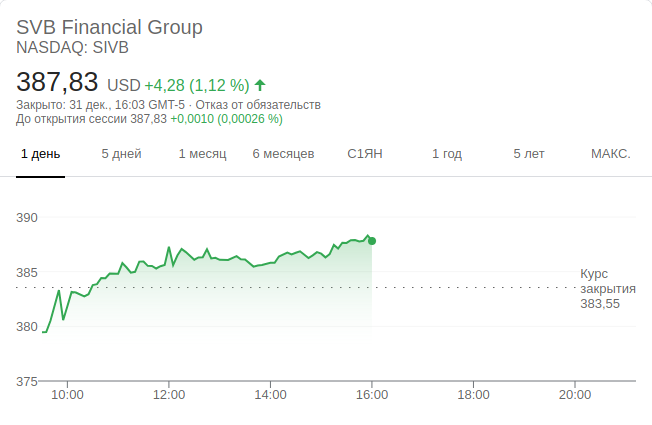 SVB Financial Group
NASDAQ: SIVB
387,83 USD +4,28 (1,12 %)
Закрыто: 31 дек., 16:03 GMT-5 · Отказ от обязательств
До открытия сессии 387,83 +0,0010 (0,00026 %)
1 день 5 дней 1 месяц 6 месяцев С1ЯН 1 год 5 лет МАКС.
390
385
380
375
Курс
закрытия
383,55
10:00 12:00 14:00 16:00 18:00 20:00